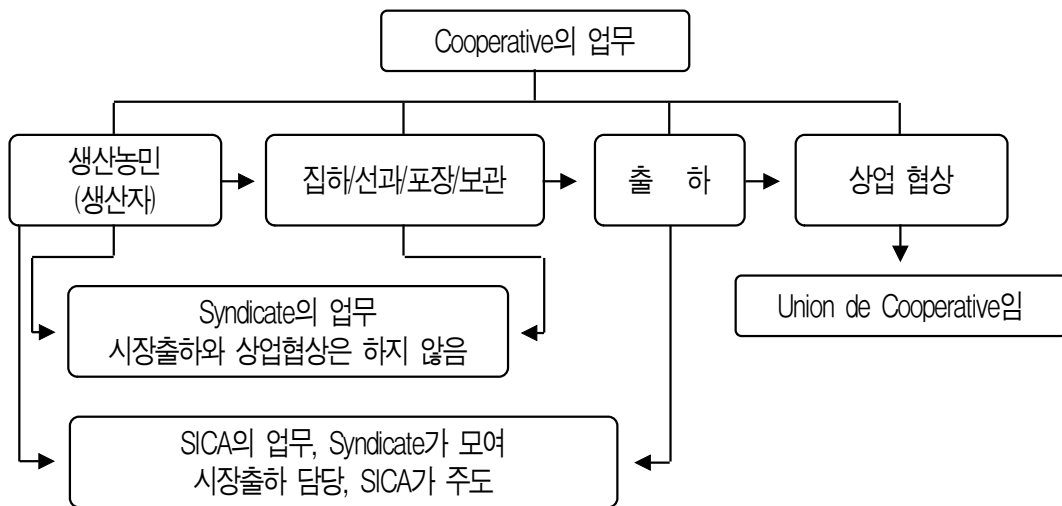 Cooperative의 업무
생산농민
(생산자)
집하/선과/포장/보관
출 하
상업 협상
Syndicate의 업무
시장출하와 상업협상은 하지 않음
Union de Cooperative임
SICA의 업무, Syndicate가 모여
시장출하 담당, SICA가 주도